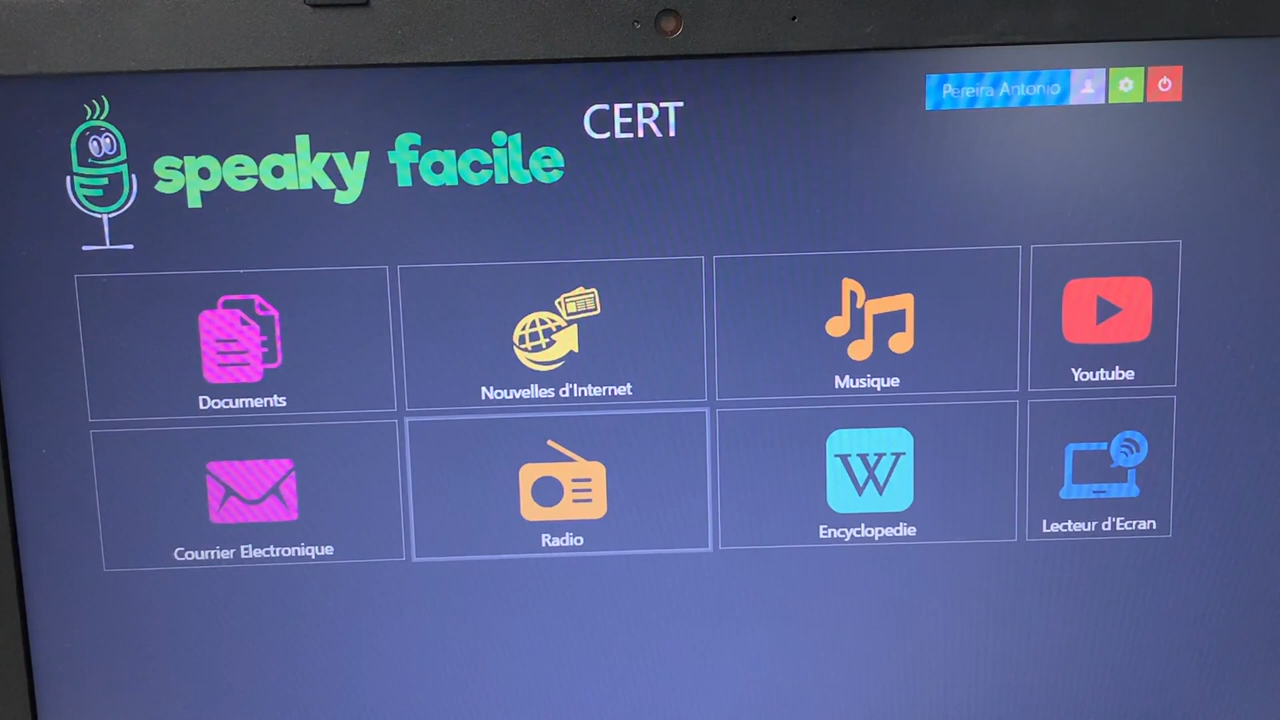 speaky facile
CERT
Pereira Antonio
Documents
Nouvelles d'Internet
Musique
Youtube
Courrier Electronique
Radio
W
Encyclopedie
Lecteur d'Ecran